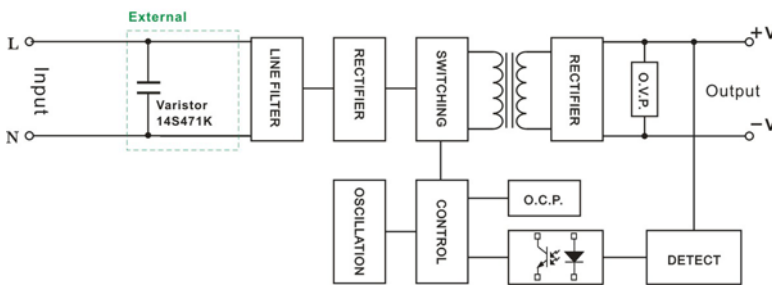 External
L
Input
N
Varistor
14S471K
LINE FILTER
RECTIFIER
SWITCHING
RECTIFIER
O.V.P.
+V
Output
-V
OSCILLATION
CONTROL
O.C.P.
DETECT